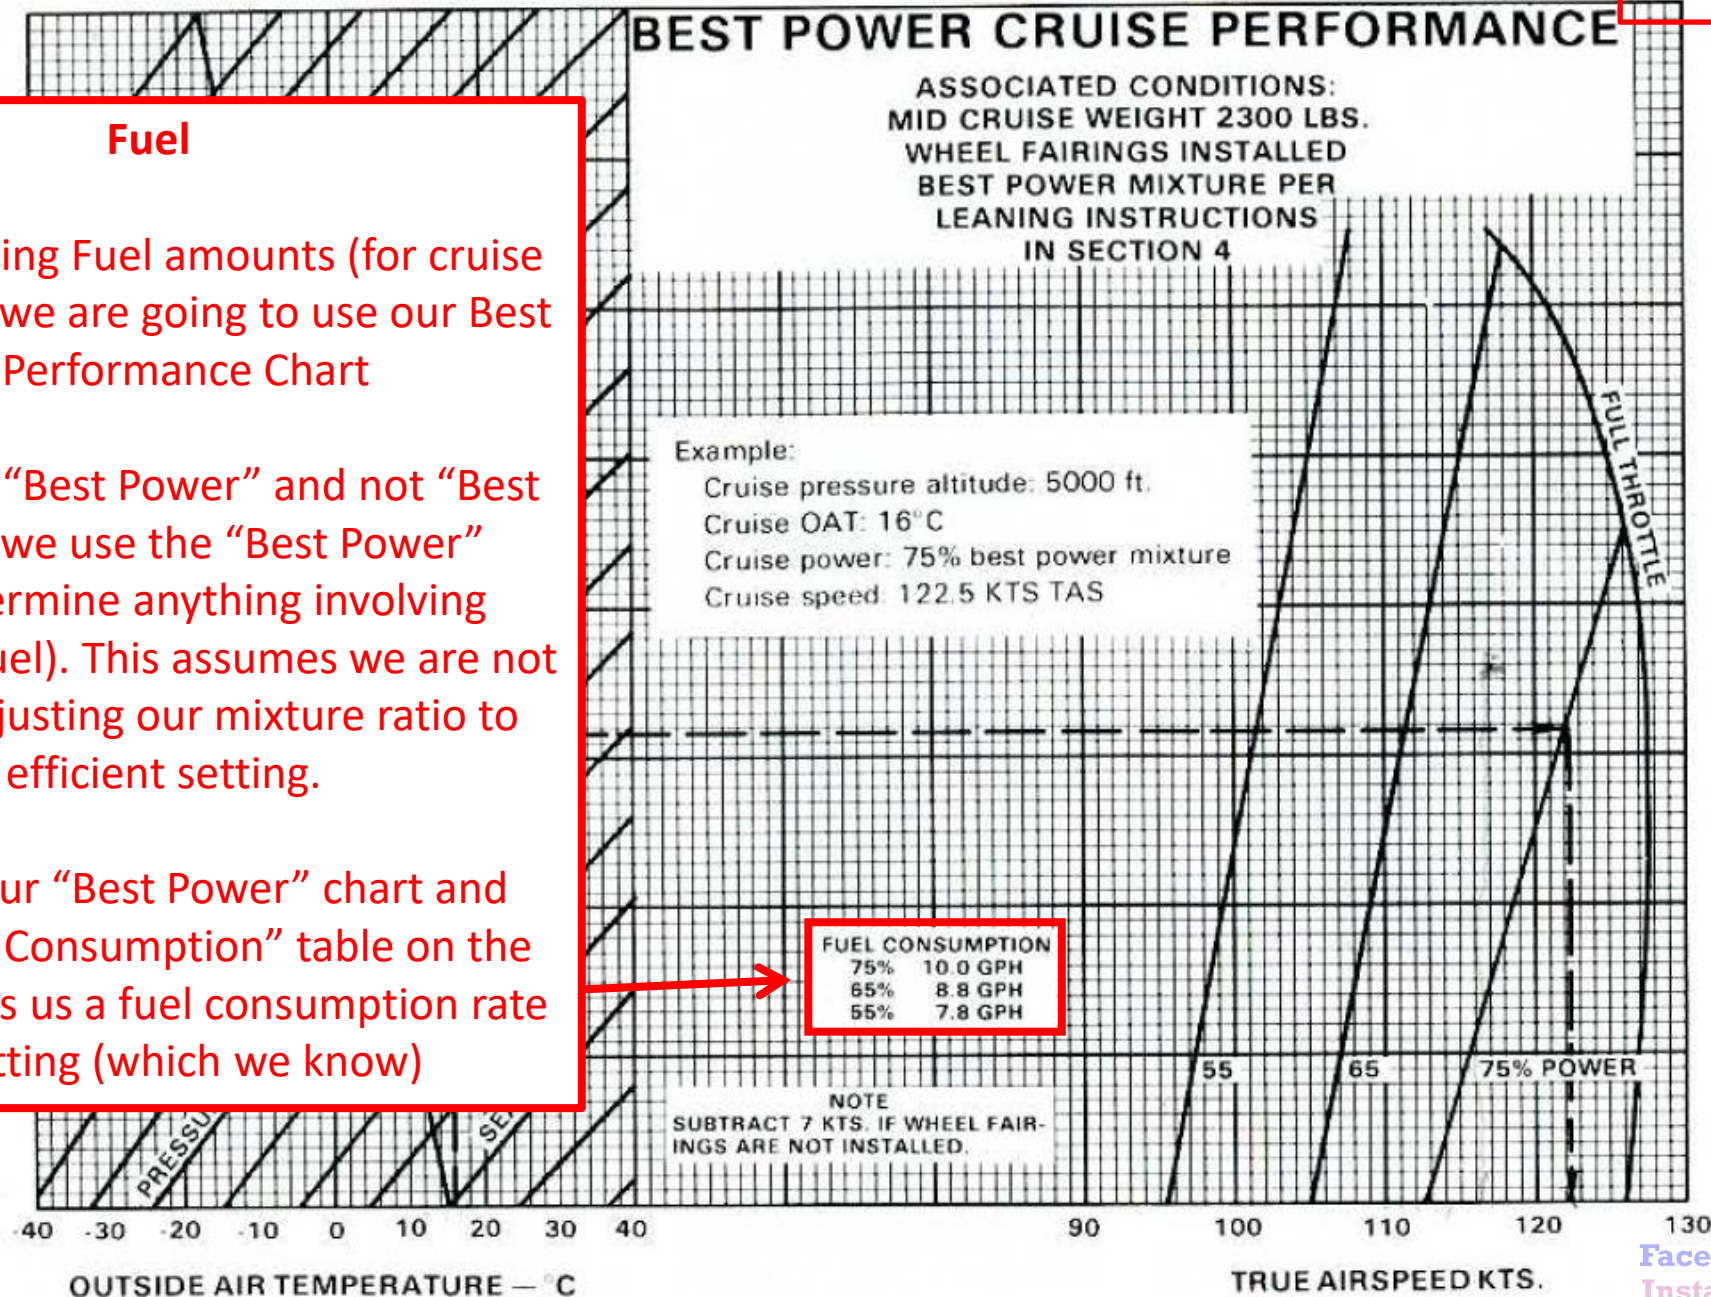 BEST POWER CRUISE PERFORMANCE
ASSOCIATED CONDITIONS:
MID CRUISE WEIGHT 2300 LBS.
WHEEL FAIRINGS INSTALLED
BEST POWER MIXTURE PER
LEANING INSTRUCTIONS
IN SECTION 4
Fuel
ing Fuel amounts (for cruise
we are going to use our Best
Performance Chart
“Best Power” and not “Best
we use the “Best Power”
ermine anything involving
uel). This assumes we are not
justing our mixture ratio to
efficient setting.
ur “Best Power” chart and
Consumption” table on the
s us a fuel consumption rate
tting (which we know)
Example:
Cruise pressure altitude: 5000 ft.
Cruise OAT: 16°C
Cruise power: 75% best power mixture
Cruise speed: 122.5 KTS TAS
FULL THROTTLE
FUEL CONSUMPTION
75% 10.0 GPH
65% 8.8 GPH
55% 7.8 GPH
55 65 75% POWER
NOTE
SUBTRACT 7 KTS. IF WHEEL FAIR-
INGS ARE NOT INSTALLED.
PRESSU
SE
-40 -30 -20 -10 0 10 20 30 40 90 100 110 120 130
OUTSIDE AIR TEMPERATURE — °C
TRUE AIRSPEED KTS.
Face
Insta